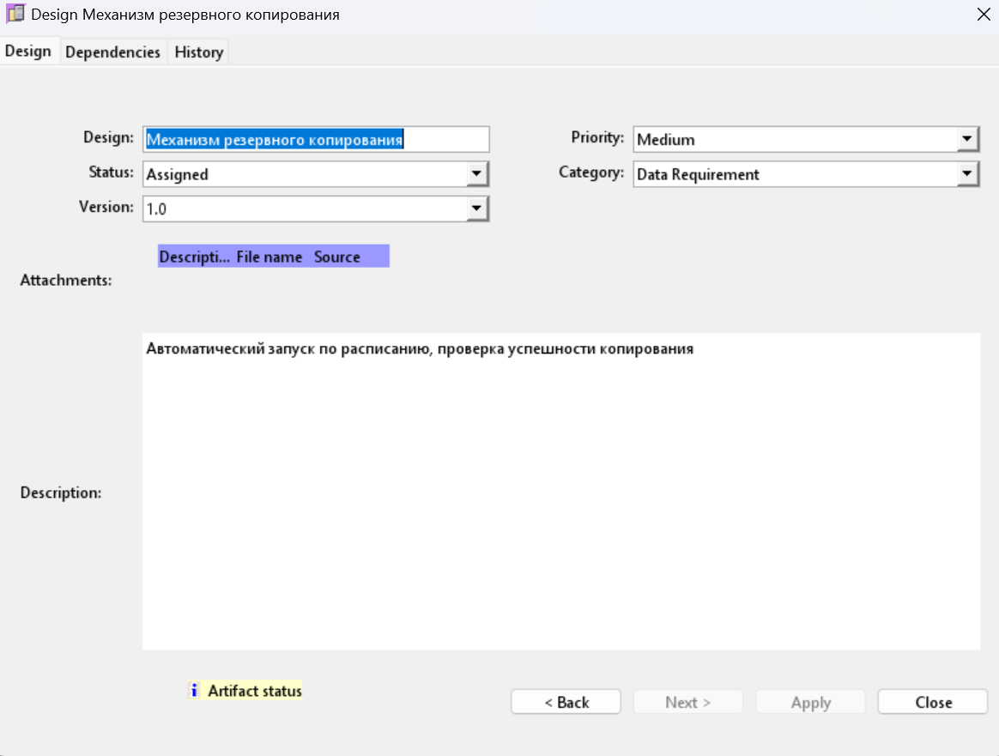 Design Механизм резервного копирования
Design Dependencies History
Design: Механизм резервного копирования Priority: Medium
Status: Assigned Category: Data Requirement
Version: 1.0
Descripti... File name Source
Attachments:
Автоматический запуск по расписанию, проверка успешности копирования
Description:
i Artifact status
< Back Next > Apply Close